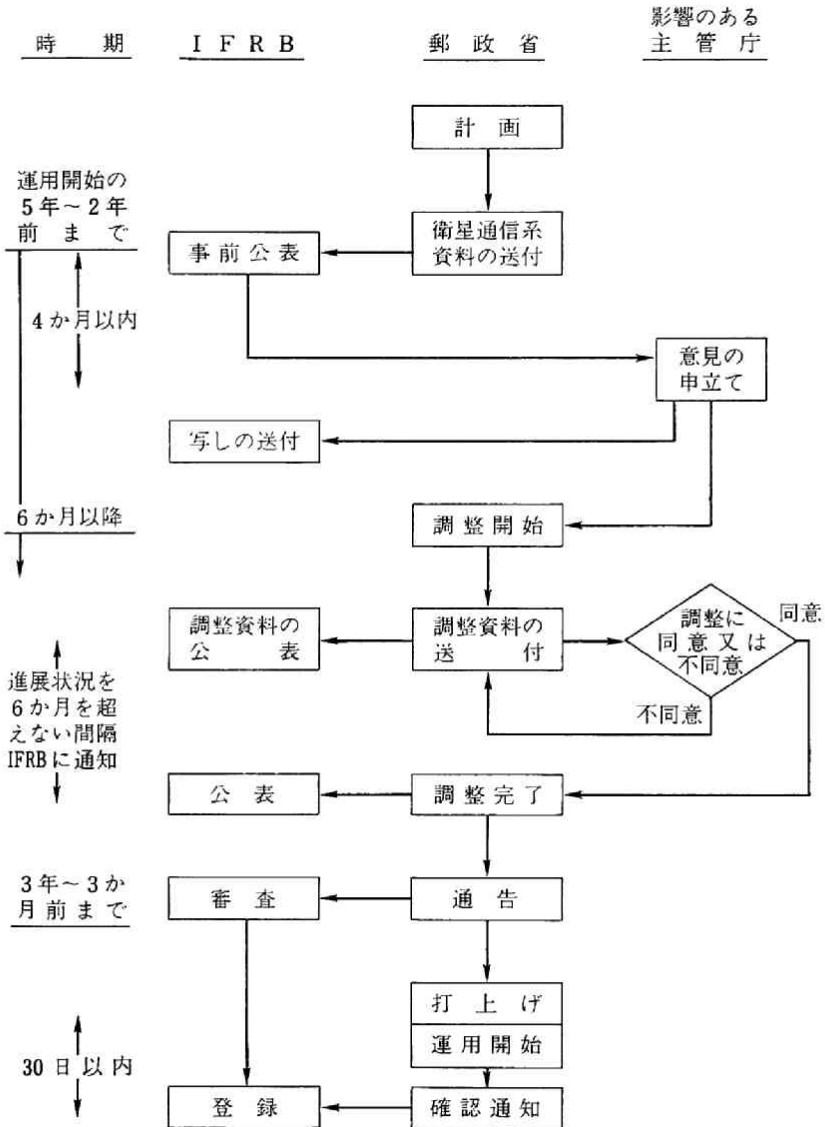 影響のある
時期
IFRB
郵政省
主管庁
計画
運用開始の
5年～2年
前まで
衛星通信系
資料の送付
事前公表
4か月以内
意見の
申立て
写しの送付
6か月以降
調整開始
調整資料の
公表
調整資料の
送付
調整に
同意又は
不同意
同意
不同意
進展状況を
6か月を超
えない間隔
IFRBに通知
公表
調整完了
3年～3か
月前まで
審査
通告
打上げ
運用開始
30日以内
登録
確認通知